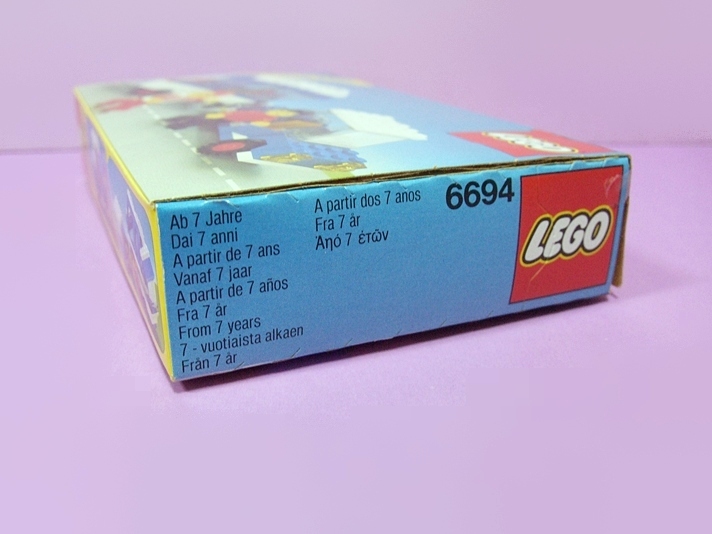 Ab 7 Jahre
Dai 7 anni
A partir de 7 ans
Vanaf 7 jaar
A partir de 7 años
Fra 7 år
From 7 years
7 - vuotiaista alkaen
Från 7 år
A partir dos 7 anos
Fra 7 år
Ἀηό 7 ἐτῶν
6694
LEGO